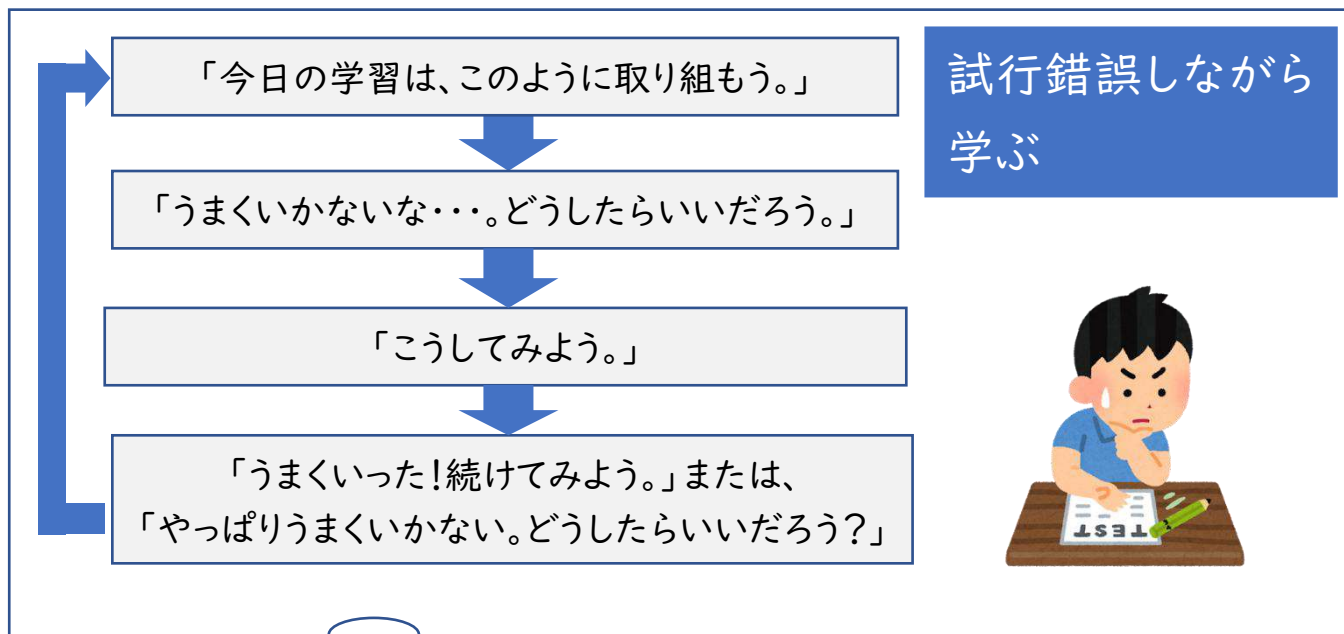 「今日の学習は、このように取り組もう。」
試行錯誤しながら
学ぶ
「うまくいかないな・・・。どうしたらいいだろう。」
「こうしてみよう。」
「うまくいった！続けてみよう。」または、
「やっぱりうまくいかない。どうしたらいいだろう？」
TEST